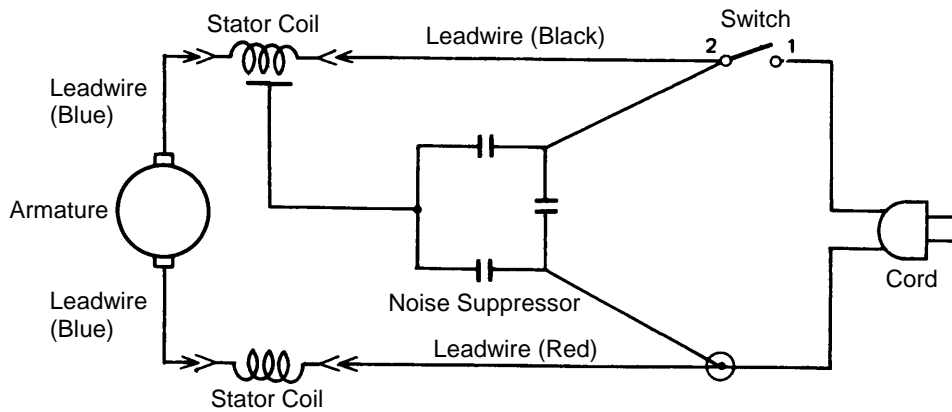 Stator Coil
Switch
Leadwire (Black)
2
1
Leadwire
(Blue)
Armature
Cord
Leadwire
(Blue)
Noise Suppressor
Leadwire (Red)
Stator Coil